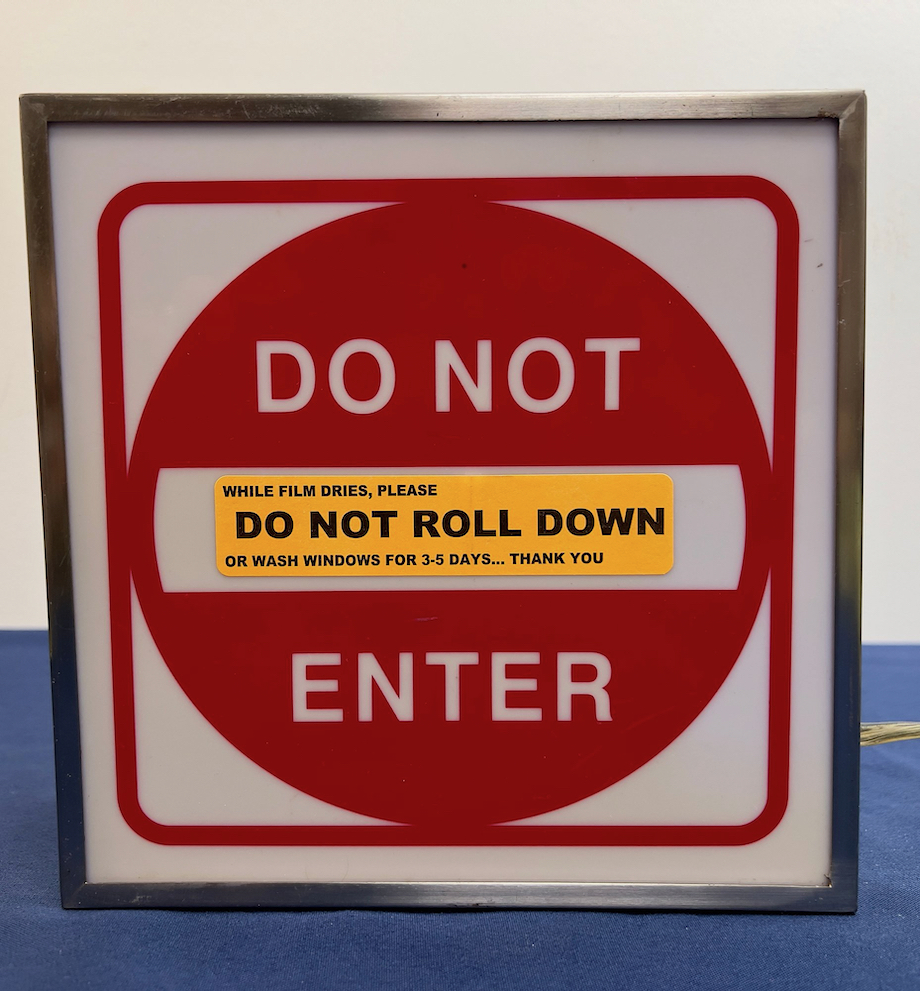 DO NOT
WHILE FILM DRIES, PLEASE
DO NOT ROLL DOWN
OR WASH WINDOWS FOR 3-5 DAYS... THANK YOU
ENTER